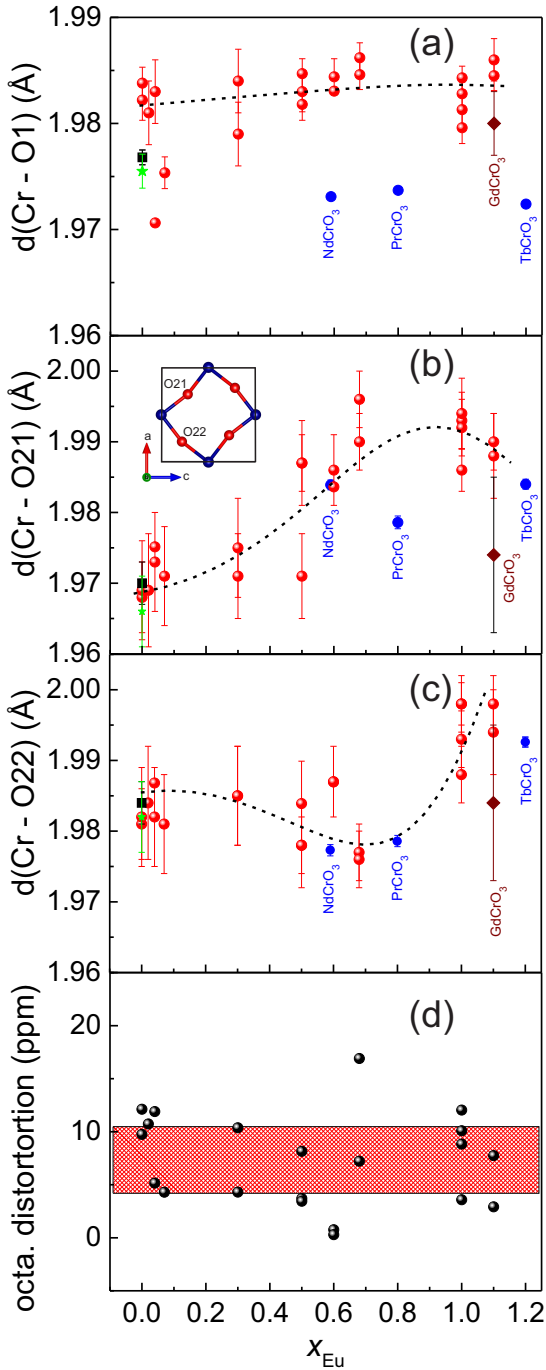 (a)
d(Cr - O1) (Å)
1.99
1.98
1.97
1.96
NdCrO3
PrCrO3
GdCrO3
TbCrO3
(b)
d(Cr - O21) (Å)
2.00
1.99
1.98
1.97
1.96
O21
O22
a
c
NdCrO3
PrCrO3
GdCrO3
TbCrO3
(c)
d(Cr - O22) (Å)
2.00
1.99
1.98
1.97
1.96
NdCrO3
PrCrO3
GdCrO3
TbCrO3
(d)
octa. distortortion (ppm)
20
10
0
0.0 0.2 0.4 0.6 0.8 1.0 1.2
xEu